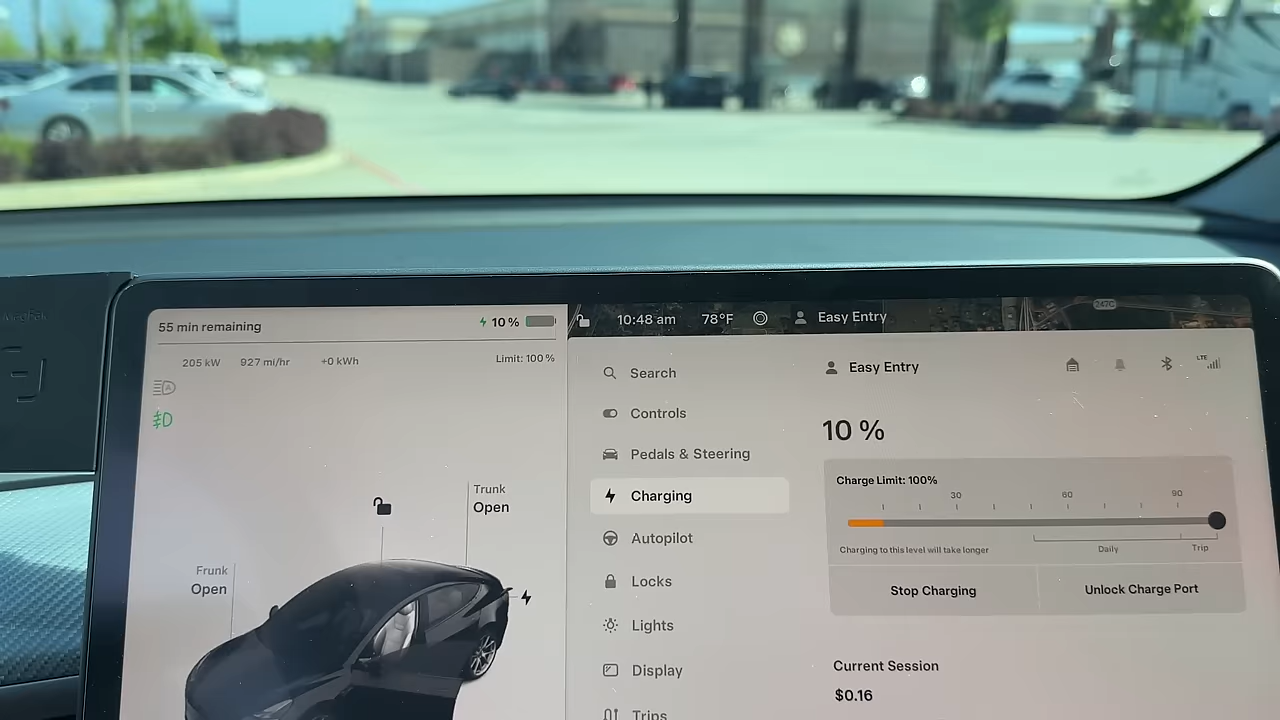 55 min remaining
10 %
205 kW 927 mi/hr +0 kWh
Limit: 100 %
Trunk
Open
Frunk
Open
10:48 am 78°F Easy Entry
Search
Controls
Pedals & Steering
Charging
Autopilot
Locks
Lights
Display
Trips
Easy Entry
LTE
10 %
Charge Limit: 100%
30 60 90
Charging to this level will take longer
Daily
Trip
Stop Charging
Unlock Charge Port
Current Session
$0.16